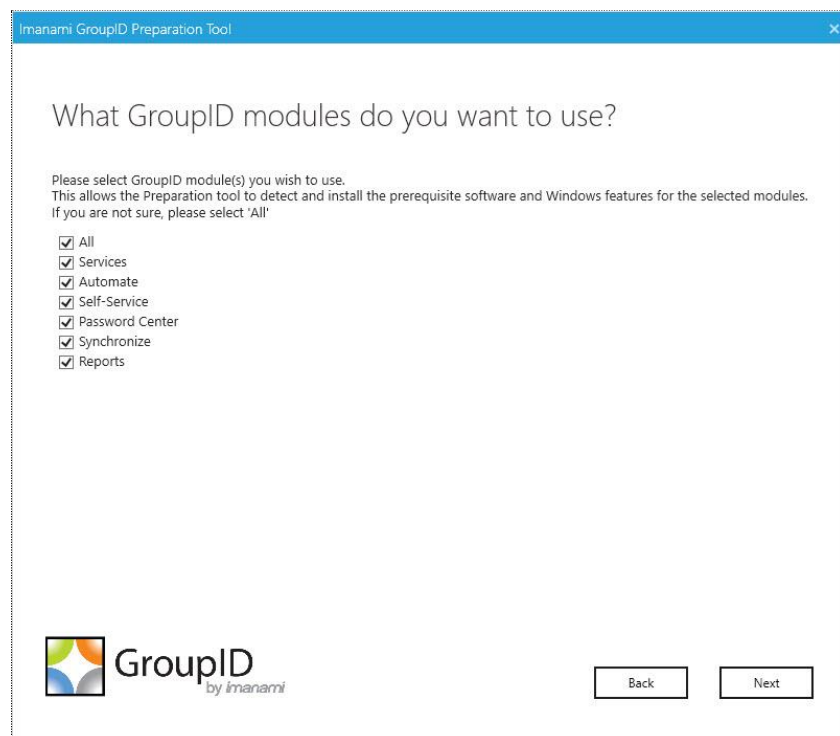 Imanami GroupID Preparation Tool
What GroupID modules do you want to use?
Please select GroupID module(s) you wish to use.
This allows the Preparation tool to detect and install the prerequisite software and Windows features for the selected modules.
If you are not sure, please select 'All'
All
Services
Automate
Self-Service
Password Center
Synchronize
Reports
GroupID
by imanami
Back
Next